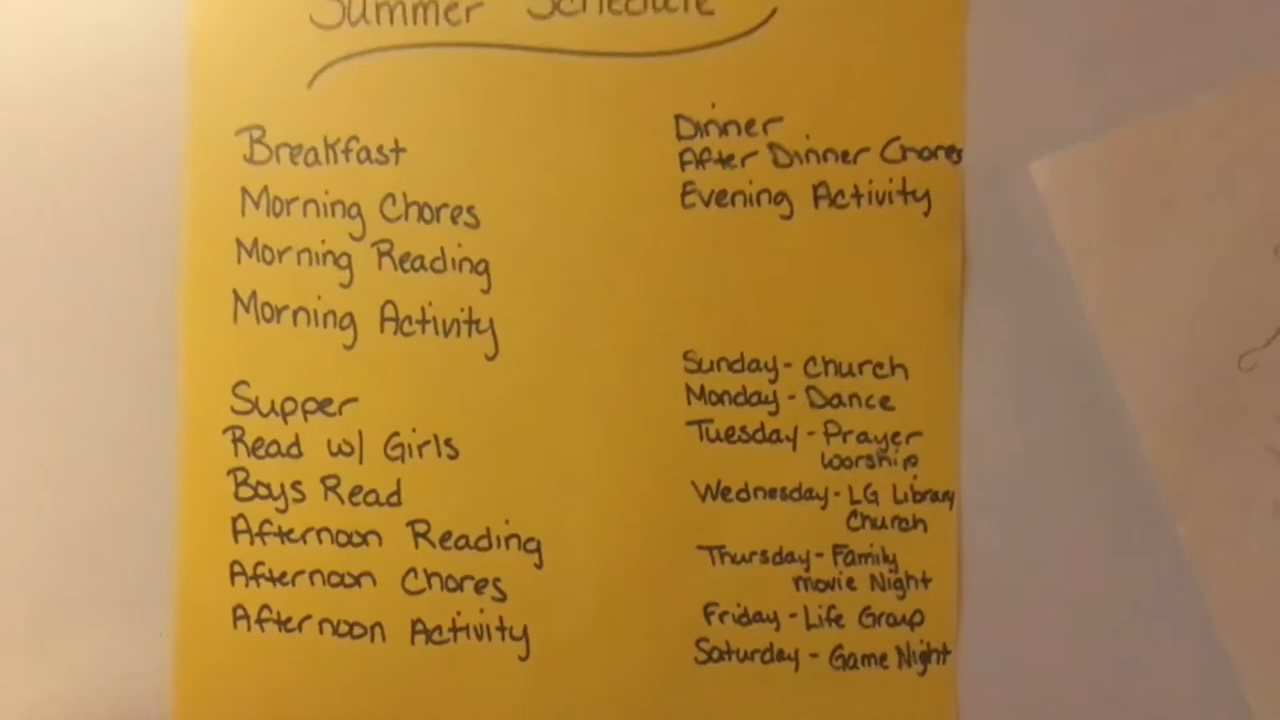 Summer Schedule
Breakfast
Morning Chores
Morning Reading
Morning Activity
Supper
Read w/ Girls
Boys Read
Afternoon Reading
Afternoon Chores
Afternoon Activity
Dinner
After Dinner Chores
Evening Activity
Sunday - Church
Monday - Dance
Tuesday - Prayer
Worship
Wednesday - LG Library
Church
Thursday - Family
movie Night
Friday - Life Group
Saturday - Game Night